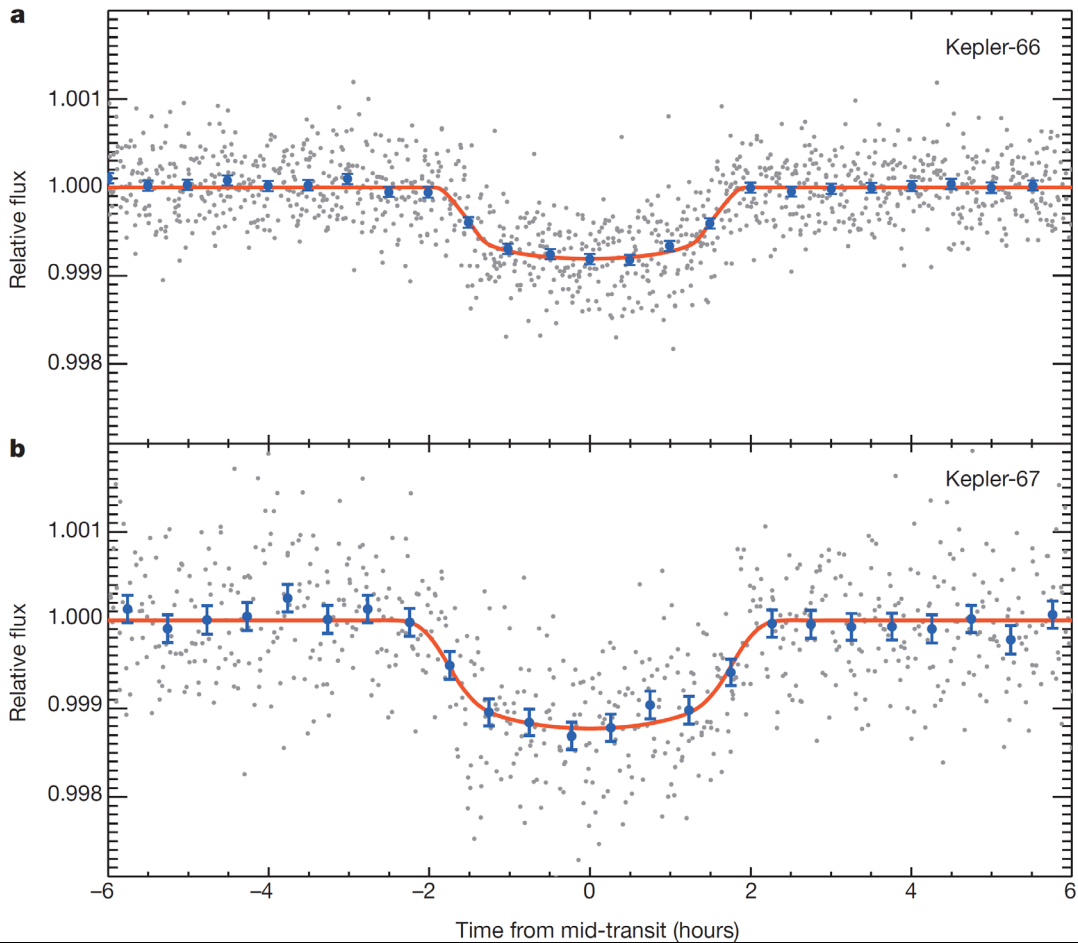 a
Kepler-66
1.001
1.000
0.999
0.998
Relative flux
b
Kepler-67
1.001
1.000
0.999
0.998
Relative flux
–6 –4 –2 0 2 4 6
Time from mid-transit (hours)